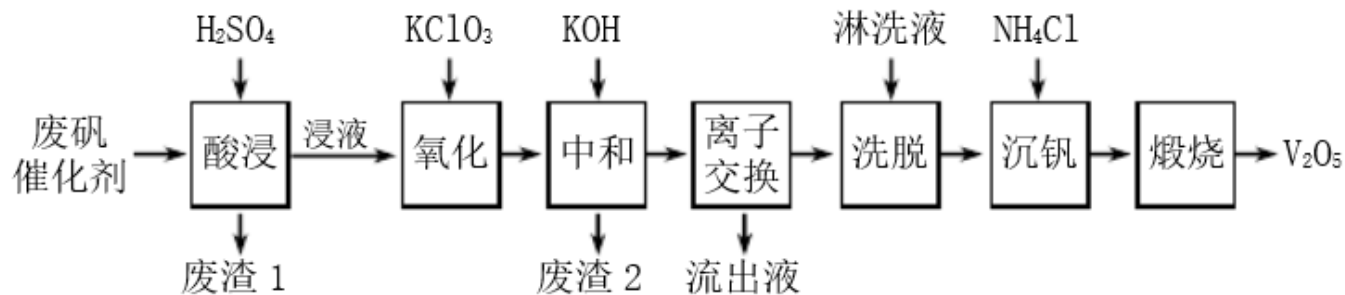 H₂SO₄ KClO₃ KOH 淋洗液 NH₄Cl
废矾
催化剂
酸浸 浸液 氧化 中和 离子
交换 洗脱 沉钒 煅烧 V₂O₅
废渣1 废渣2 流出液